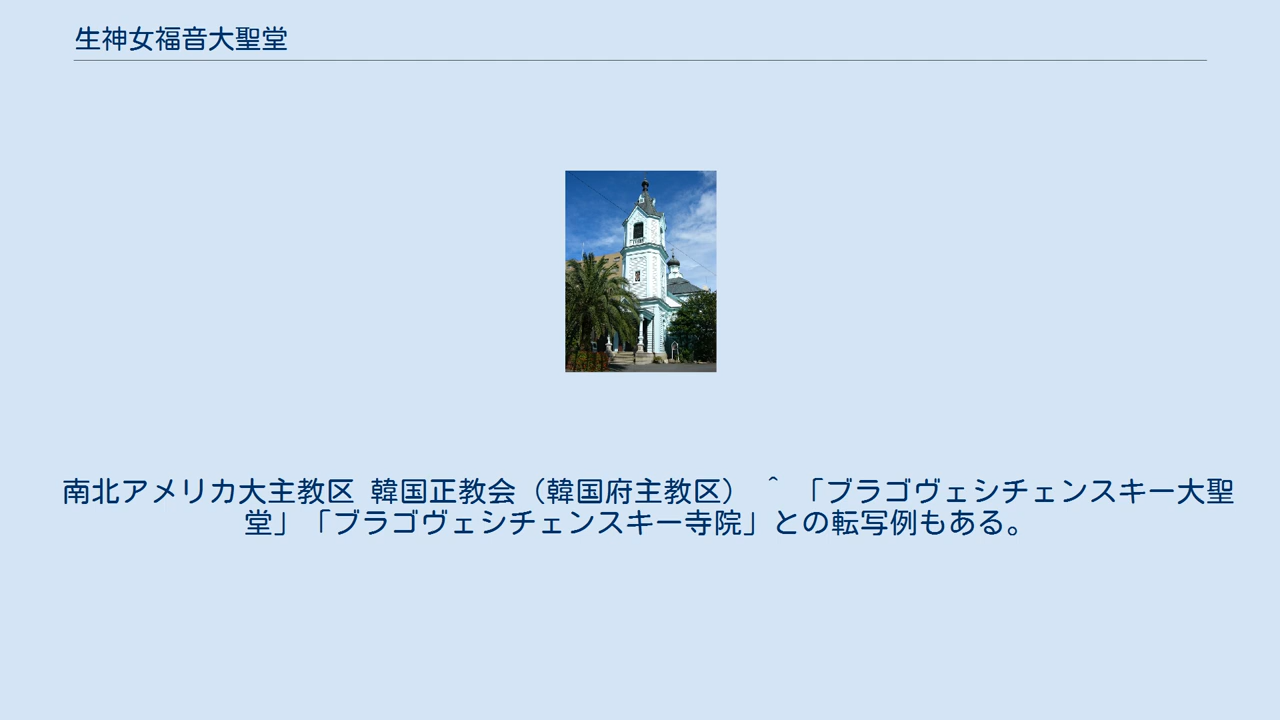 生神女福音大聖堂
南北アメリカ大主教区 韓国正教会（韓国府主教区） ^ 「ブラゴヴェシチェンスキー大聖
堂」「ブラゴヴェシチェンスキー寺院」との転写例もある。